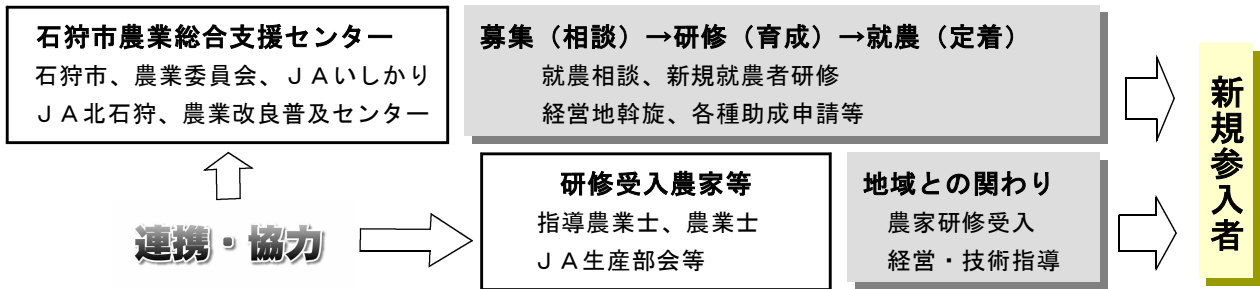 石狩市農業総合支援センター
石狩市、農業委員会、ＪＡいしかり
ＪＡ北石狩、農業改良普及センター
募集（相談）→研修（育成）→就農（定着）
就農相談、新規就農者研修
経営地斡旋、各種助成申請等
連携・協力
研修受入農家等
指導農業士、農業士
ＪＡ生産部会等
地域との関わり
農家研修受入
経営・技術指導
新規参入者